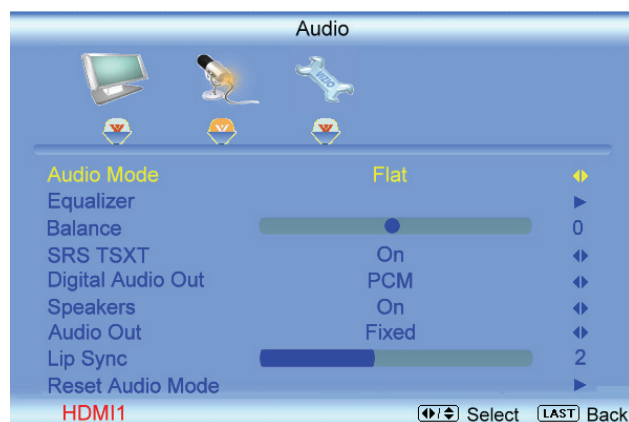 Audio
VIZIO
Audio Mode Flat
Equalizer
Balance 0
SRS TSXT On
Digital Audio Out PCM
Speakers On
Audio Out Fixed
Lip Sync 2
Reset Audio Mode
HDMI1 / Select LAST Back